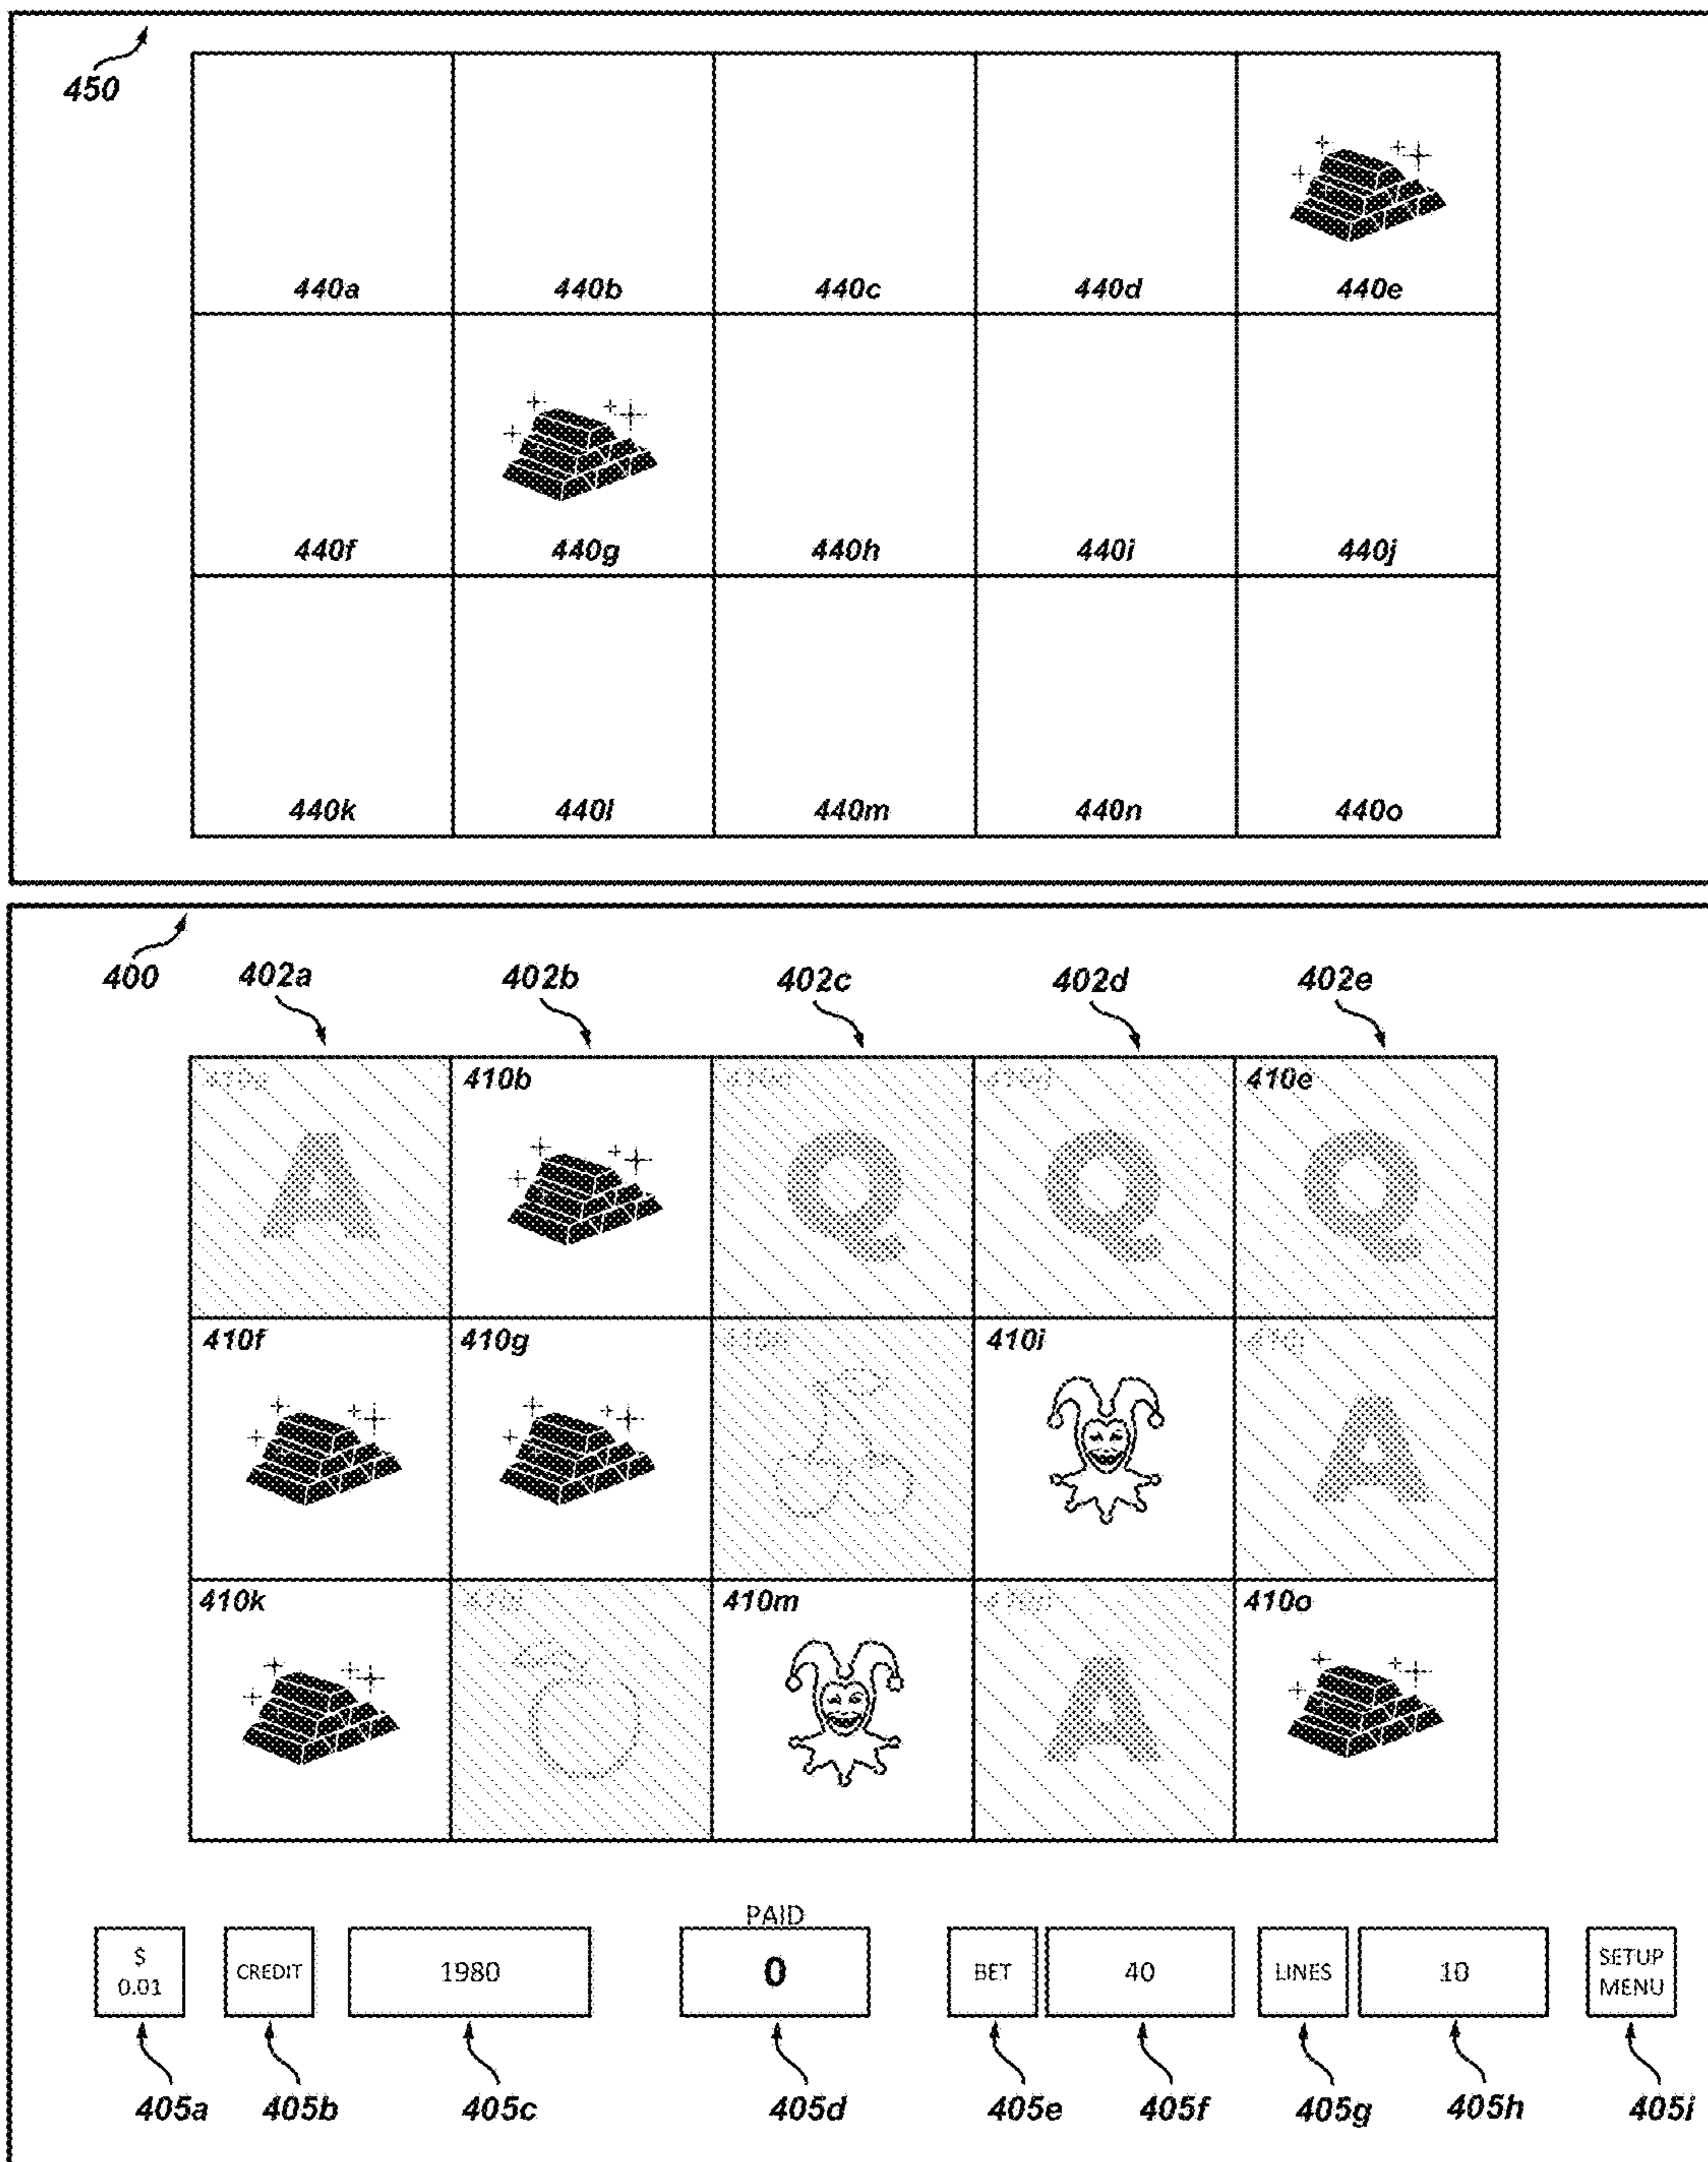 450
440a 440b 440c 440d 440e
440f 440g 440h 440i 440j
440k 440l 440m 440n 440o
400 402a 402b 402c 402d 402e
410b 410e
A Q Q Q
410f 410g 410i
A
410k 410m 410o
A
PAID
$ 0.01 CREDIT 1980 0 BET 40 LINES 10 SETUP MENU
405a 405b 405c 405d 405e 405f 405g 405h 405i